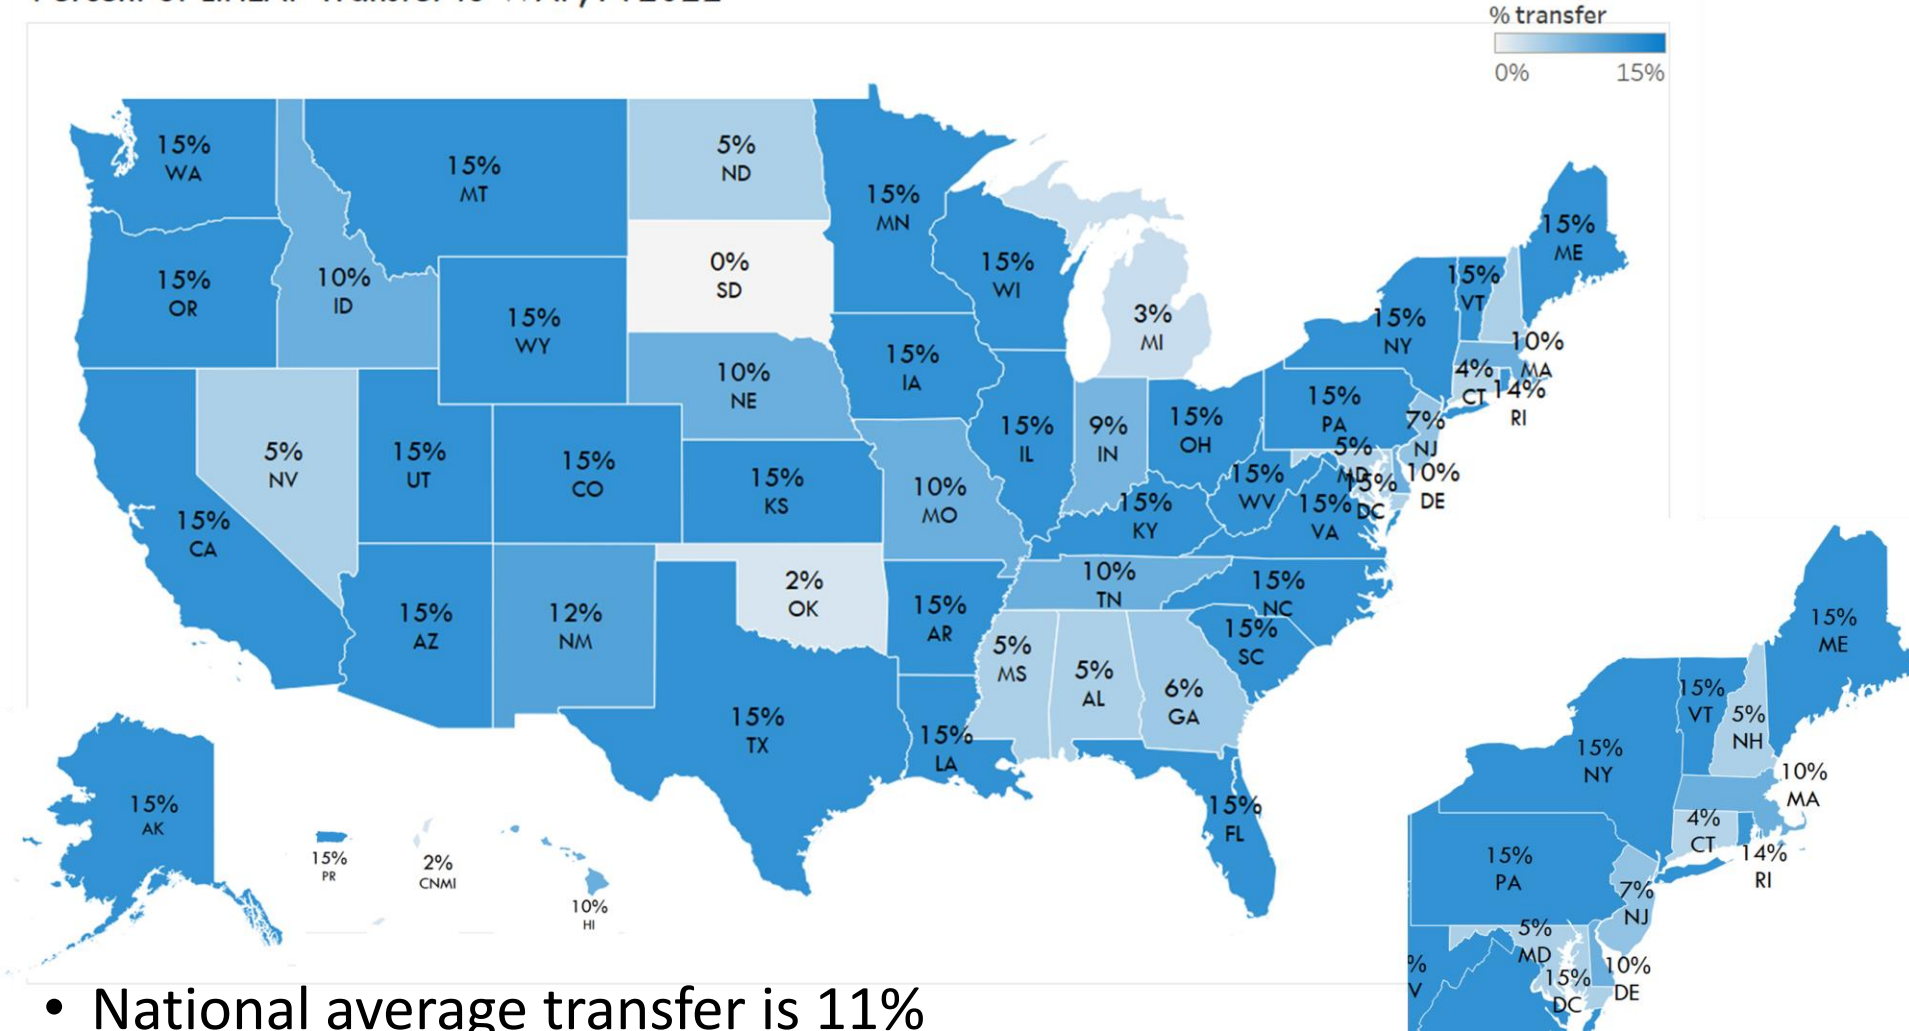 % transfer
0% 15%
15%
WA
15%
MT
5%
ND
15%
MN
15%
OR
10%
ID
15%
WY
0%
SD
15%
WI
3%
MI
15%
ME
15%
VT
15%
NY
10%
MA
4%
CT
14%
RI
10%
NE
15%
IA
15%
PA
7%
NJ
5%
NV
15%
UT
15%
CO
15%
KS
10%
MO
15%
IL
9%
IN
15%
OH
5%
MD
15%
DC
10%
DE
15%
WV
15%
VA
15%
KY
15%
CA
15%
AZ
12%
NM
2%
OK
15%
AR
10%
TN
15%
NC
15%
SC
5%
MS
5%
AL
6%
GA
15%
TX
15%
LA
15%
FL
15%
AK
15%
PR
2%
CNMI
10%
HI
15%
ME
15%
VT
5%
NH
15%
NY
10%
MA
4%
CT
14%
RI
15%
PA
7%
NJ
5%
MD
15%
DC
10%
DE
%
V
• National average transfer is 11%